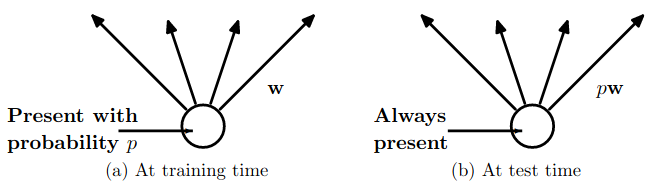 w
Present with
probability p
(a) At training time
pw
Always
present
(b) At test time